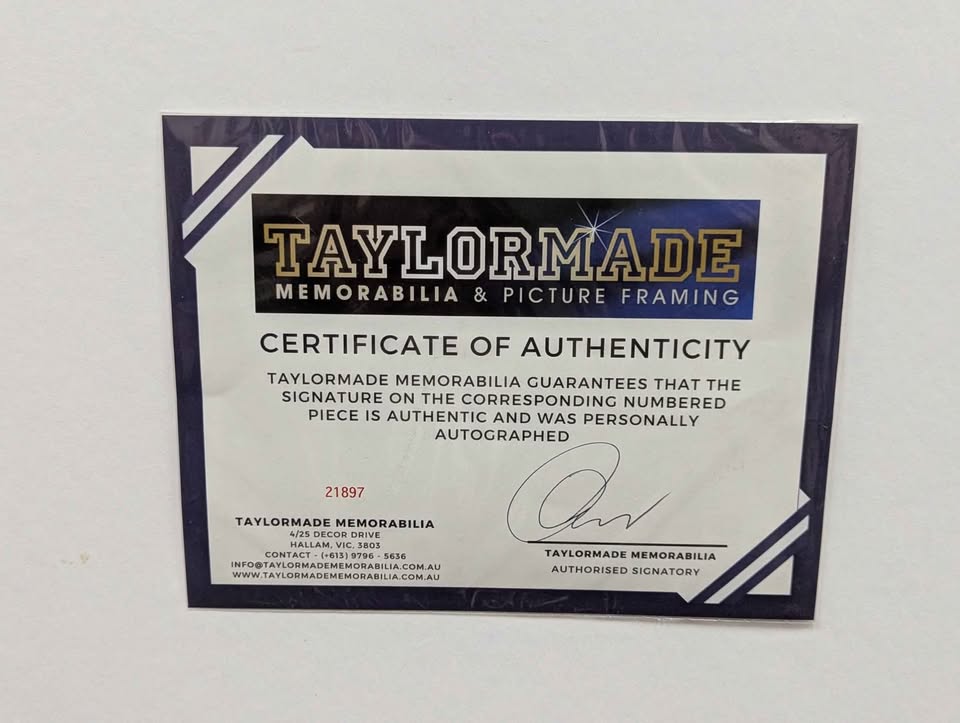 TAYLORMADE
MEMORABILIA & PICTURE FRAMING
CERTIFICATE OF AUTHENTICITY
TAYLORMADE MEMORABILIA GUARANTEES THAT THE
SIGNATURE ON THE CORRESPONDING NUMBERED
PIECE IS AUTHENTIC AND WAS PERSONALLY
AUTOGRAPHED
21897
TAYLORMADE MEMORABILIA
4/25 DECOR DRIVE
HALLAM, VIC, 3803
CONTACT - (+613) 9796 - 5636
INFO@TAYLORMADEMEMORABILIA.COM.AU
WWW.TAYLORMADEMEMORABILIA.COM.AU
TAYLORMADE MEMORABILIA
AUTHORISED SIGNATORY